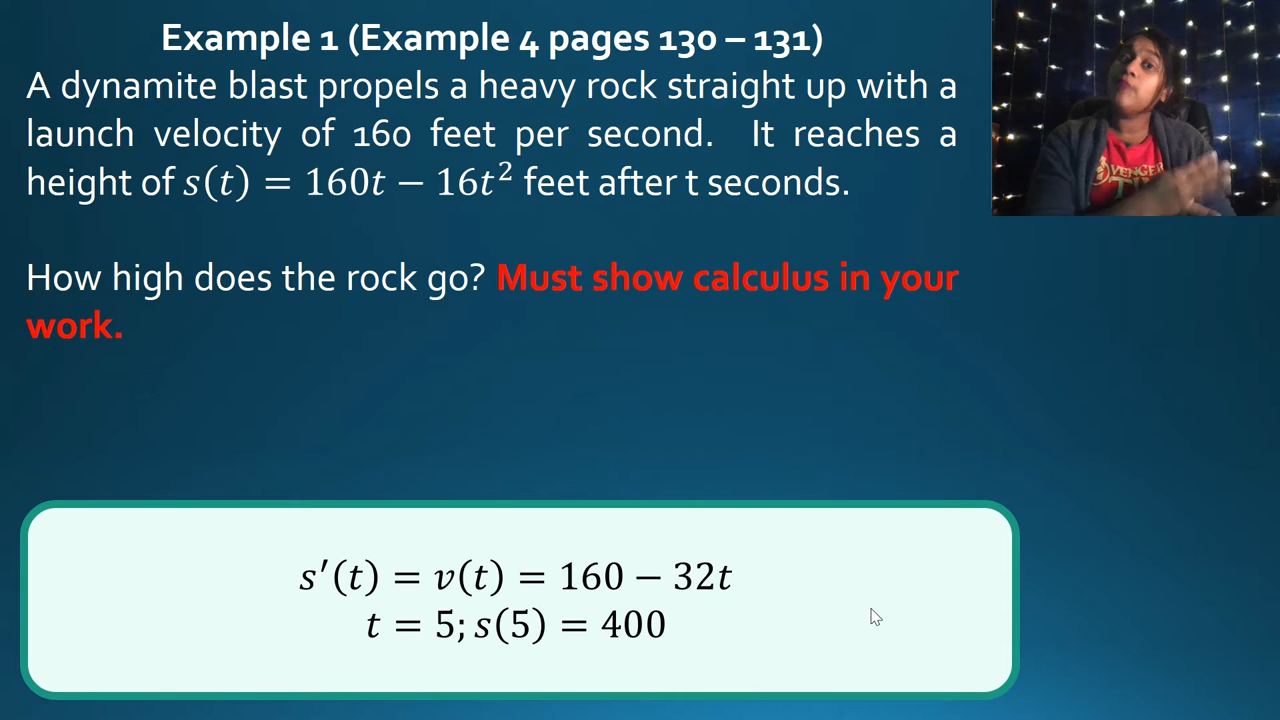 Example 1 (Example 4 pages 130 – 131)
A dynamite blast propels a heavy rock straight up with a
launch velocity of 160 feet per second. It reaches a
height of s(t) = 160t − 16t² feet after t seconds.
How high does the rock go? Must show calculus in your
work.
s′(t) = v(t) = 160 − 32t
t = 5; s(5) = 400